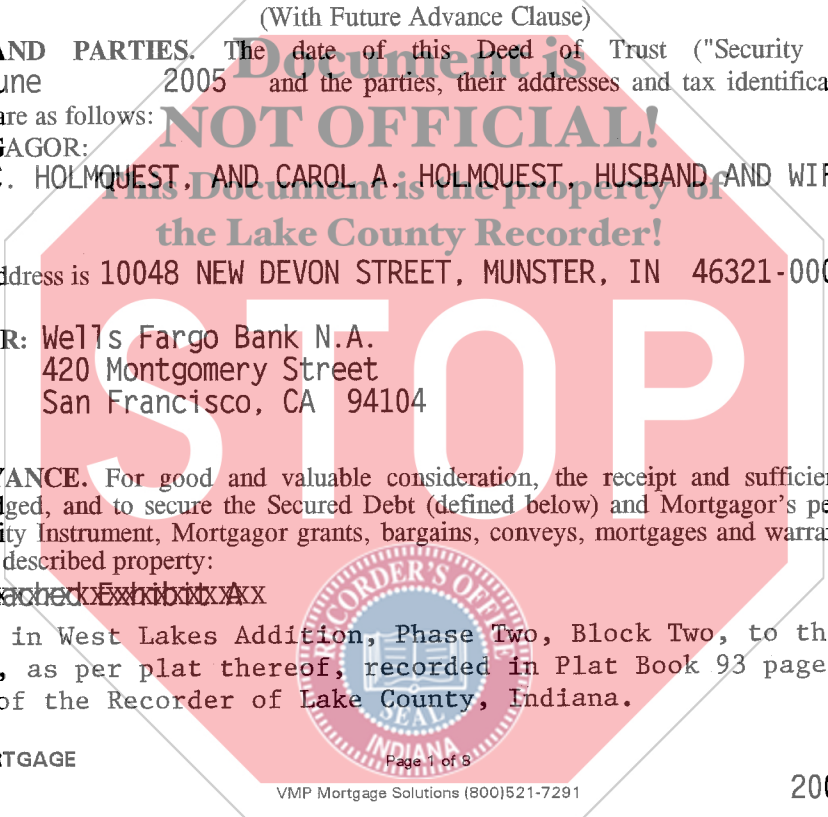 (With Future Advance Clause)
AND PARTIES. The date of this Deed of Trust ("Security
une 2005 and the parties, their addresses and tax identifica
are as follows:
GAGOR:
C. HOLMQUEST, AND CAROL A. HOLMQUEST, HUSBAND AND WIF
ddress is 10048 NEW DEVON STREET, MUNSTER, IN 46321-000
R: Wells Fargo Bank N.A.
420 Montgomery Street
San Francisco, CA 94104
YANCE. For good and valuable consideration, the receipt and sufficien
dged, and to secure the Secured Debt (defined below) and Mortgagor's pe
ity Instrument, Mortgagor grants, bargains, conveys, mortgages and warra
described property:
ached Exhibit A
in West Lakes Addition, Phase Two, Block Two, to th
, as per plat thereof, recorded in Plat Book 93 page
of the Recorder of Lake County, Indiana.
RTGAGE
Page 1 of 8
VMP Mortgage Solutions (800)521-7291
200
Document is
NOT OFFICIAL!
This Document is the property of
the Lake County Recorder!
STOP
RECORDER'S OFFICE
SEAL
INDIANA